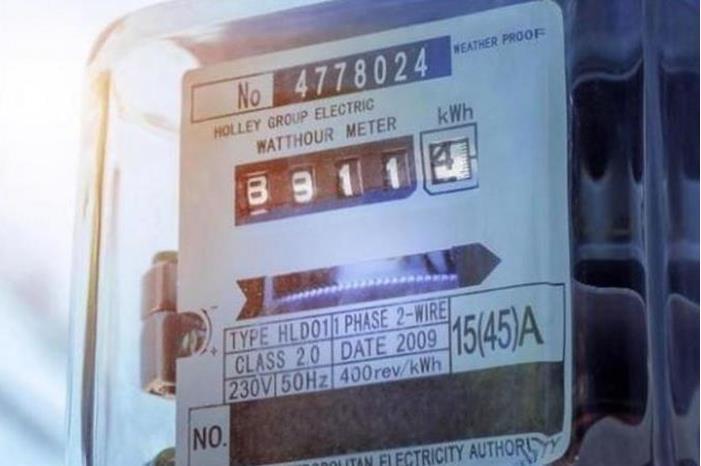 WEATHER PROOF
No 4778024
HOLLEY GROUP ELECTRIC
WATTHOUR METER kWh
8 9 1 1 4
TYPE HLD01 1 PHASE 2-WIRE 15(45)A
CLASS 2.0 DATE 2009
230V 50Hz 400rev/kWh
NO.
ELECTRICITY